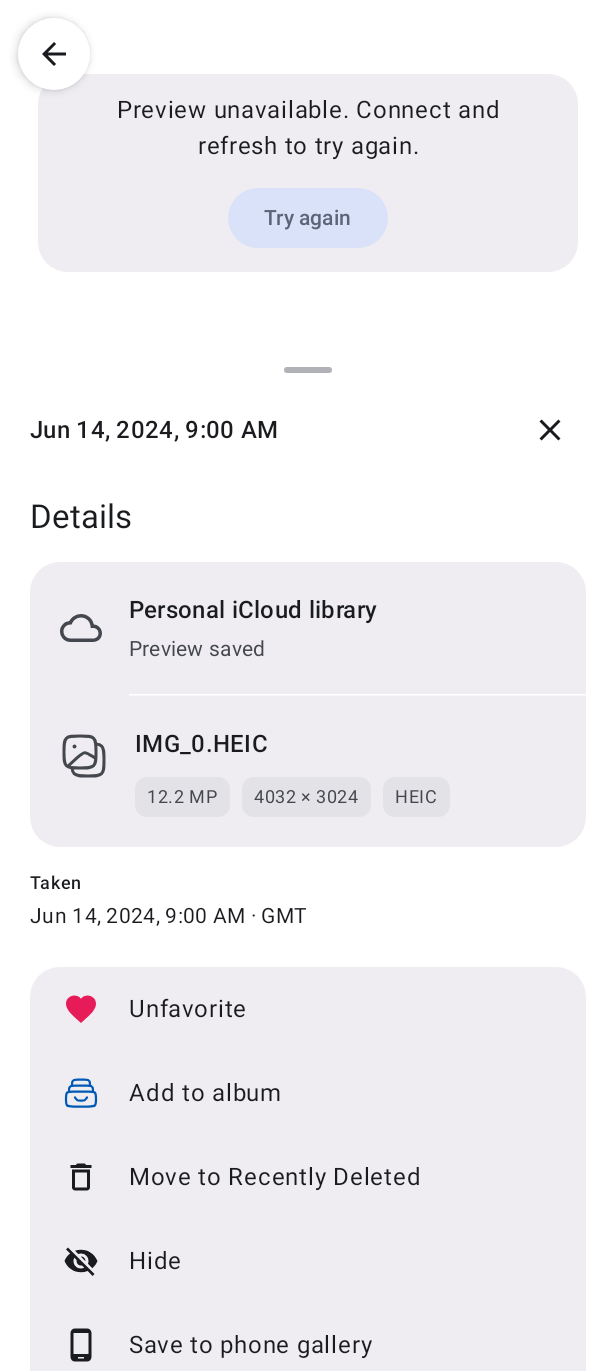 Preview unavailable. Connect and
refresh to try again.
Try again
Jun 14, 2024, 9:00 AM
Details
Personal iCloud library
Preview saved
IMG_0.HEIC
12.2 MP
4032 × 3024
HEIC
Taken
Jun 14, 2024, 9:00 AM · GMT
Unfavorite
Add to album
Move to Recently Deleted
Hide
Save to phone gallery